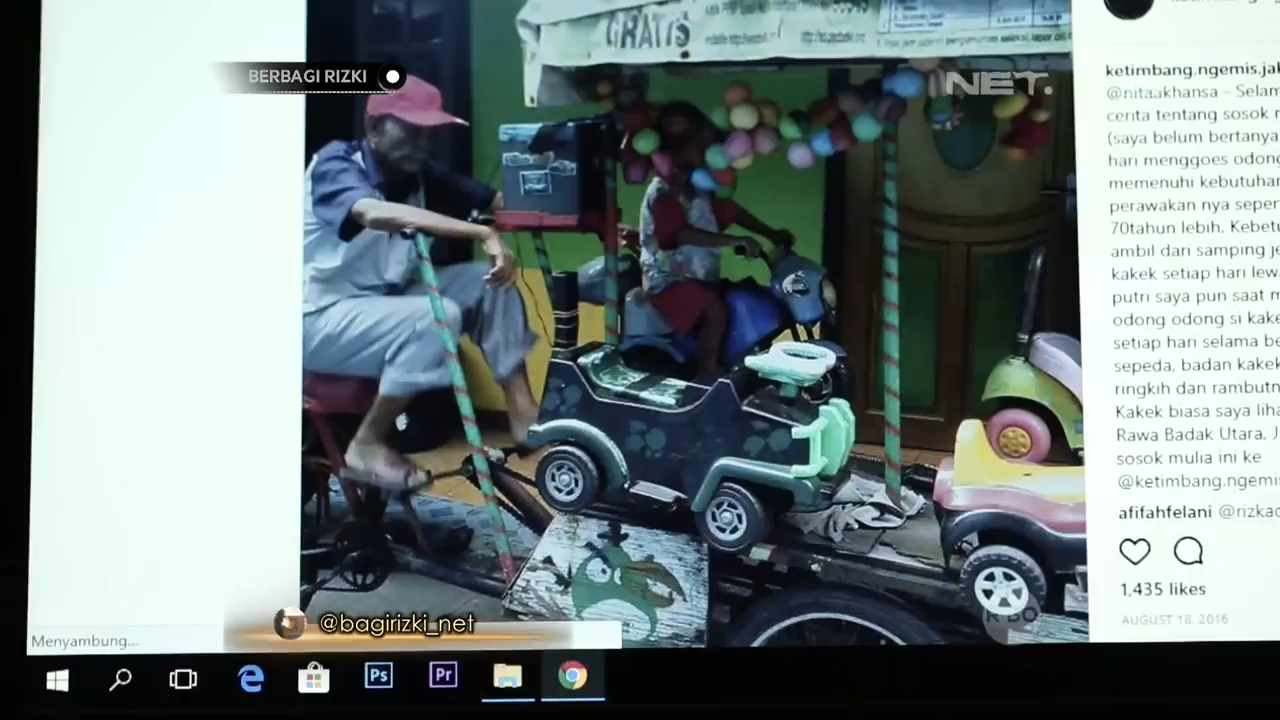 GRATIS
BERBAGI RIZKI
NET.
ketimbang.ngemis.jak
@nitaakhansa - Selam
cerita tentang sosok
(saya belum bertanya
hari menggoes odong
memenuhi kebutuhan
perawakan nya seper
70tahun lebih. Kebetu
ambil dari samping je
kakek setiap hari lew
putri saya pun saat m
odong odong si kake
setiap hari selama be
sepeda, badan kakek
ringkih dan rambutn
Kakek biasa saya liha
Rawa Badak Utara, J
sosok mulia ini ke
@ketimbang.ngemis
afifahfelani @rizkac
1,435 likes
AUGUST 18, 2016
@bagirizki_net
Menyambung...
Ps
Pr